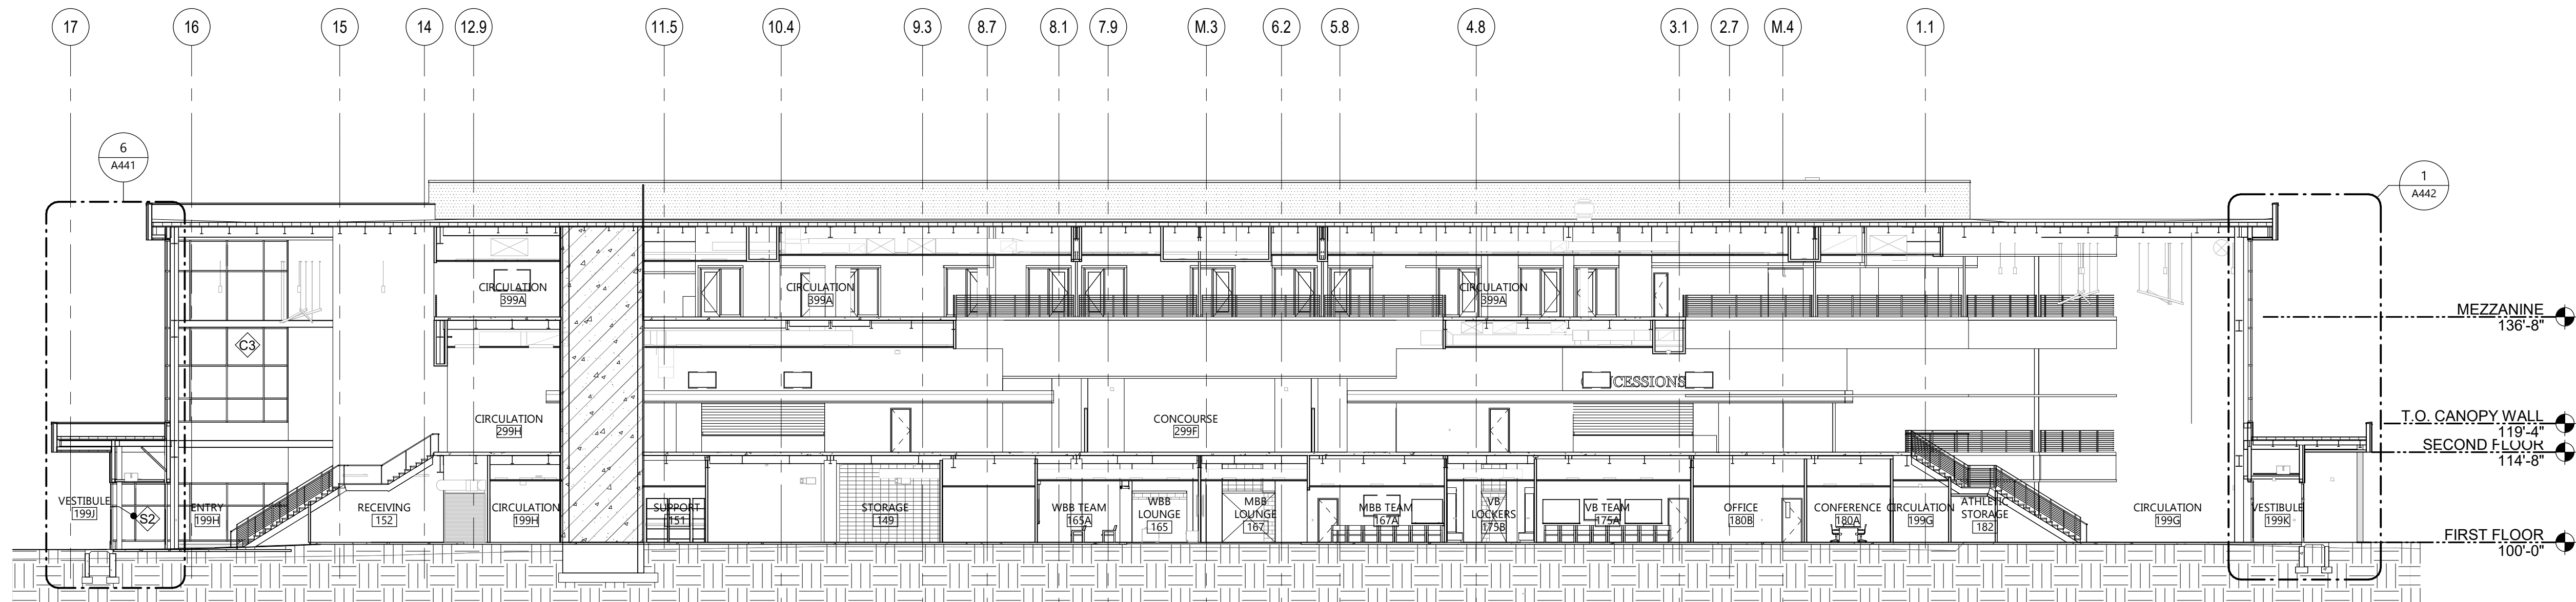 17
16
15
14
12.9
11.5
10.4
9.3
8.7
8.1
7.9
M.3
6.2
5.8
4.8
3.1
2.7
M.4
1.1
6
A441
1
A442
CIRCULATION
399A
CIRCULATION
399A
CIRCULATION
399A
MEZZANINE
136'-8"
C3
CONCESSIONS
CIRCULATION
299H
CONCOURSE
299F
T.O. CANOPY WALL
119'-4"
SECOND FLOOR
114'-8"
VESTIBULE
199J
S2
ENTRY
199H
RECEIVING
152
CIRCULATION
199H
SUPPORT
151
STORAGE
149
WBB TEAM
165A
WBB
LOUNGE
165
MBB
LOUNGE
167
MBB TEAM
167A
VB
LOCKERS
175B
VB TEAM
175A
OFFICE
180B
CONFERENCE
180A
CIRCULATION
199G
ATHLETIC
STORAGE
182
CIRCULATION
199G
VESTIBULE
199K
FIRST FLOOR
100'-0"